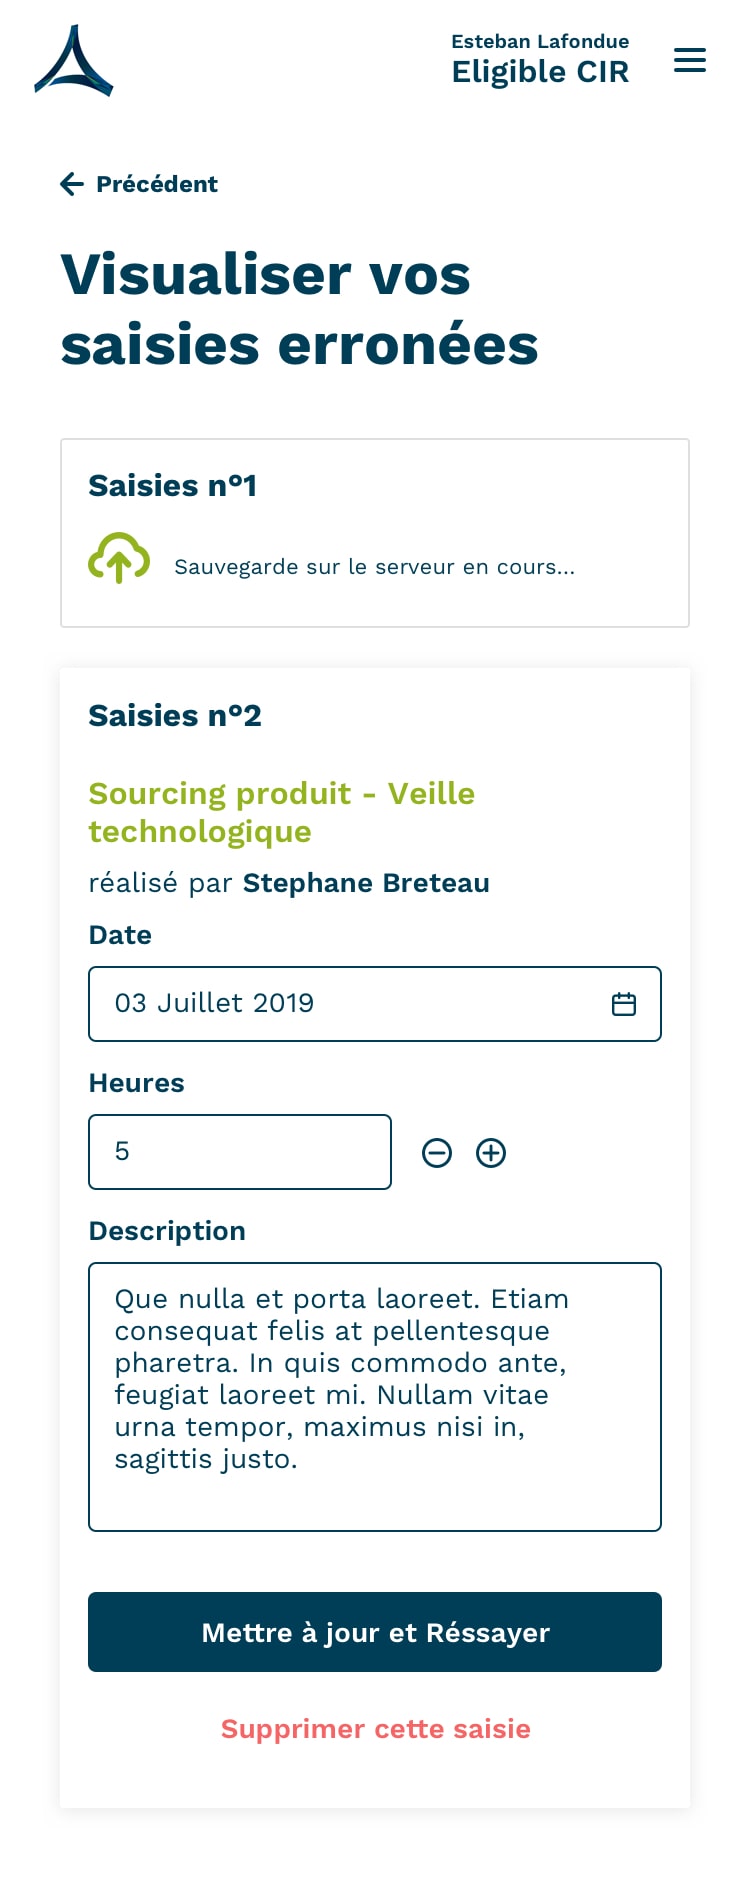 Esteban Lafondue
Eligible CIR
Précédent
Visualiser vos
saisies erronées
Saisies n°1
Sauvegarde sur le serveur en cours...
Saisies n°2
Sourcing produit - Veille
technologique
réalisé par Stephane Breteau
Date
03 Juillet 2019
Heures
5
Description
Que nulla et porta laoreet. Etiam
consequat felis at pellentesque
pharetra. In quis commodo ante,
feugiat laoreet mi. Nullam vitae
urna tempor, maximus nisi in,
sagittis justo.
Mettre à jour et Réssayer
Supprimer cette saisie